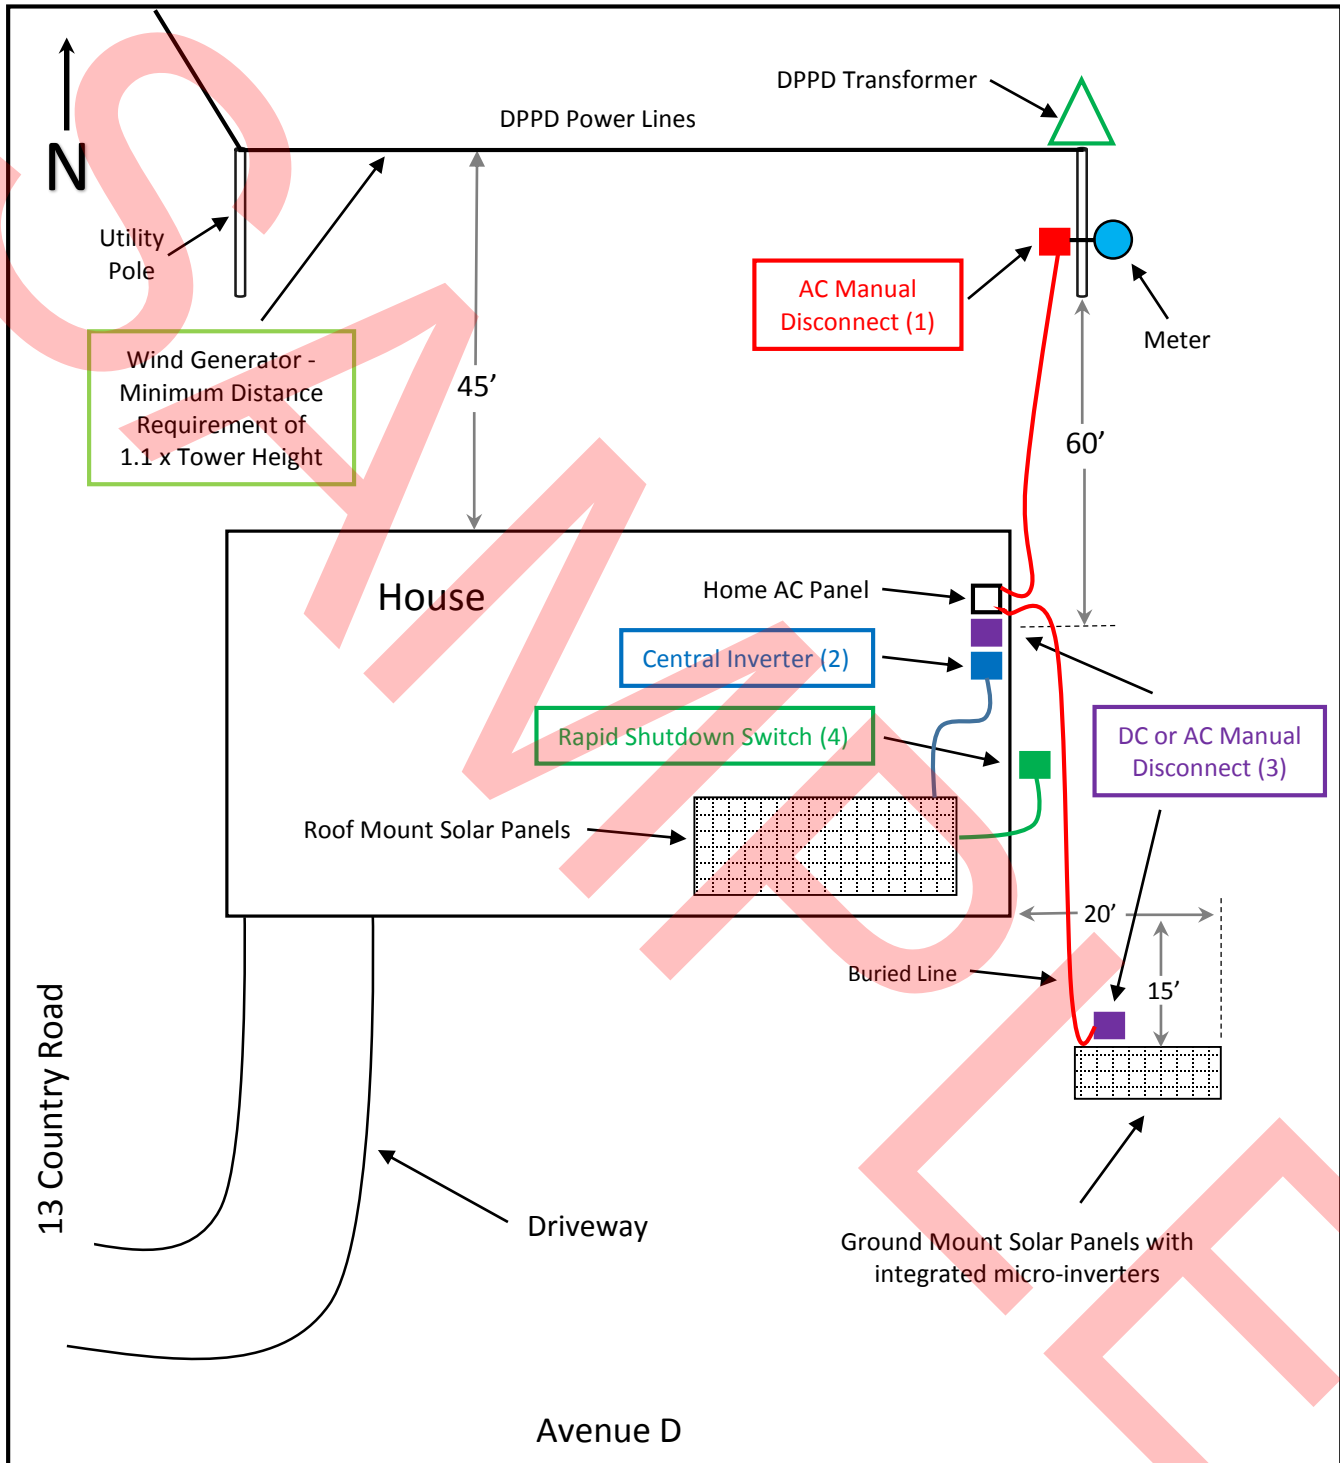 DPPD Transformer
DPPD Power Lines
N
Utility
Pole
AC Manual
Disconnect (1)
Meter
Wind Generator -
Minimum Distance
Requirement of
1.1 x Tower Height
45’
60’
House
Home AC Panel
Central Inverter (2)
Rapid Shutdown Switch (4)
DC or AC Manual
Disconnect (3)
Roof Mount Solar Panels
20’
Buried Line
15’
13 Country Road
Driveway
Ground Mount Solar Panels with
integrated micro-inverters
Avenue D
SAMPLE